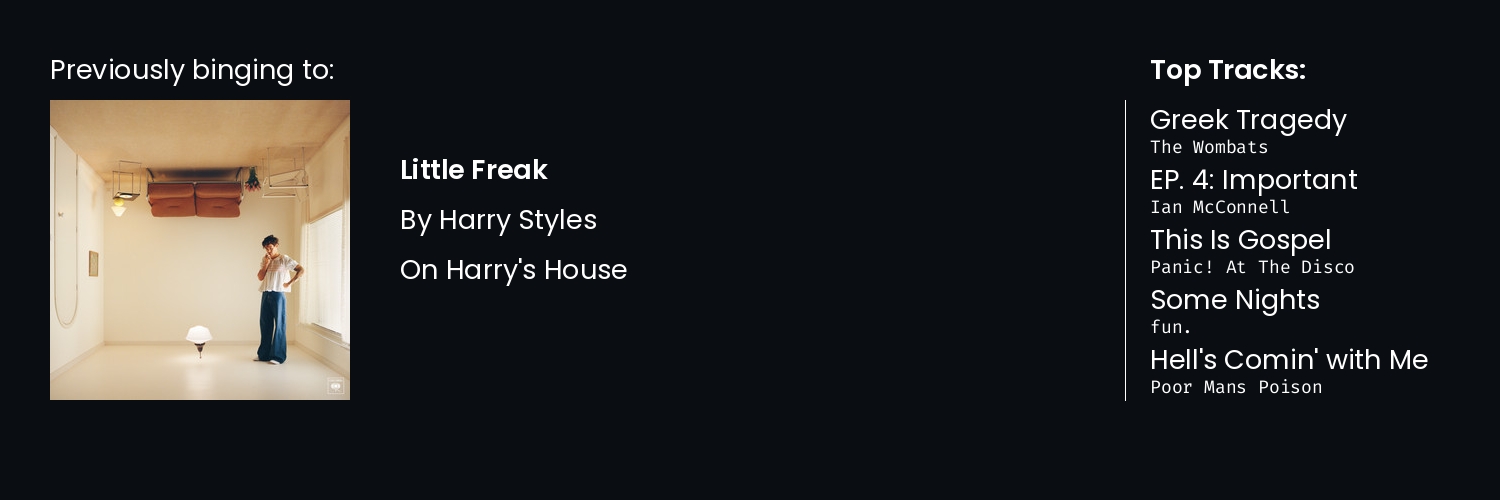 Previously binging to:
Little Freak
By Harry Styles
On Harry's House
Top Tracks:
Greek Tragedy
The Wombats
EP. 4: Important
Ian McConnell
This Is Gospel
Panic! At The Disco
Some Nights
fun.
Hell's Comin' with Me
Poor Mans Poison